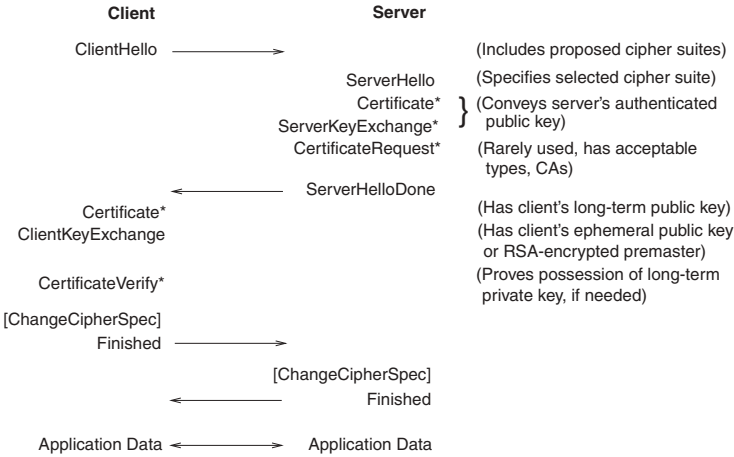 Client Server
ClientHello (Includes proposed cipher suites)
ServerHello (Specifies selected cipher suite)
Certificate* } (Conveys server's authenticated
ServerKeyExchange* public key)
CertificateRequest* (Rarely used, has acceptable
types, CAs)
ServerHelloDone
Certificate* (Has client's long-term public key)
ClientKeyExchange (Has client's ephemeral public key
or RSA-encrypted premaster)
CertificateVerify* (Proves possession of long-term
private key, if needed)
[ChangeCipherSpec]
Finished
[ChangeCipherSpec]
Finished
Application Data Application Data